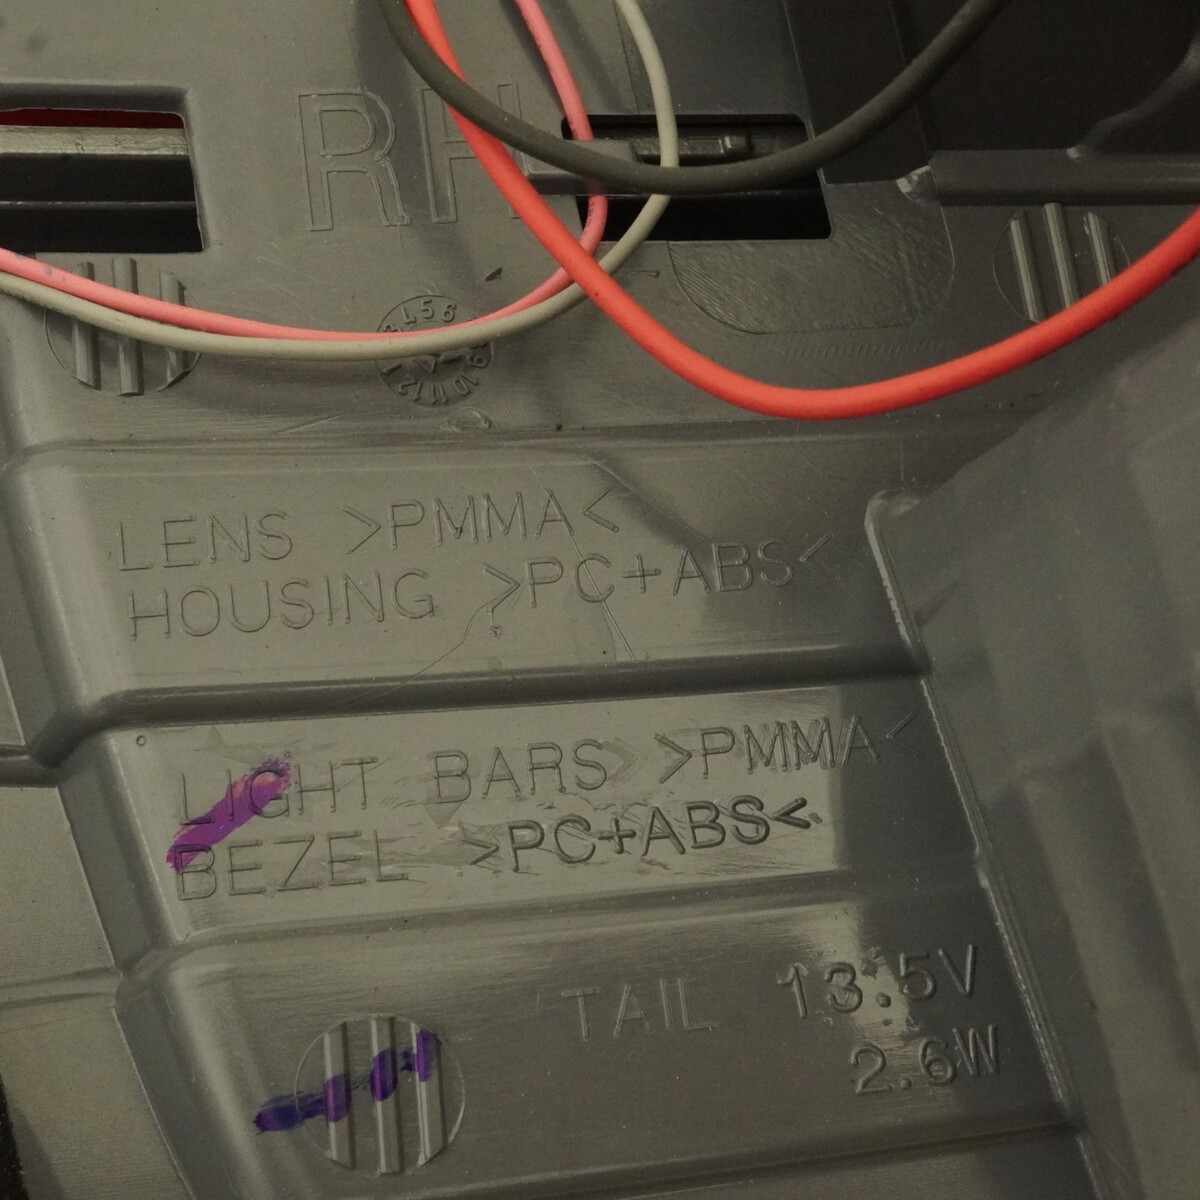 RH
LENS >PMMA<
HOUSING >PC+ABS<
LIGHT BARS >PMMA<
BEZEL >PC+ABS<
TAIL 13.5V
2.6W